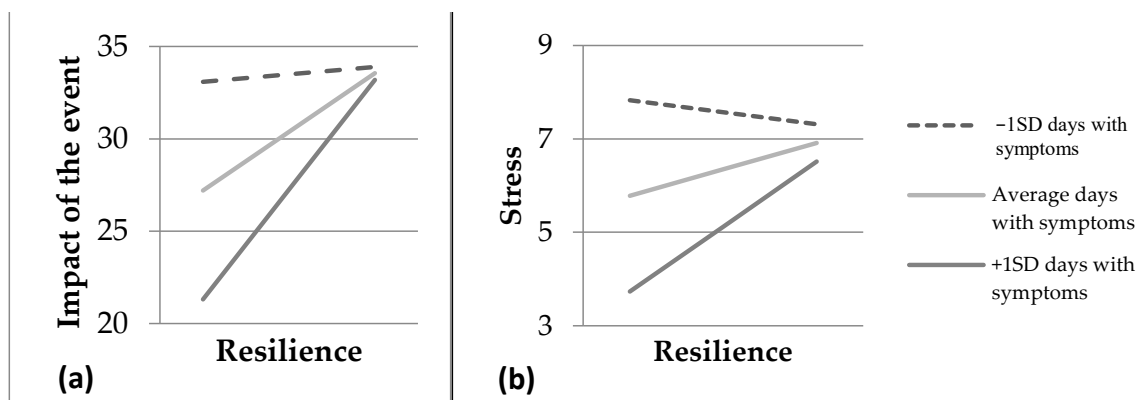 35
30
25
20
Impact of the event
Resilience
(a)
9
7
5
3
Stress
Resilience
(b)
−1SD days with
symptoms
Average days
with symptoms
+1SD days with
symptoms